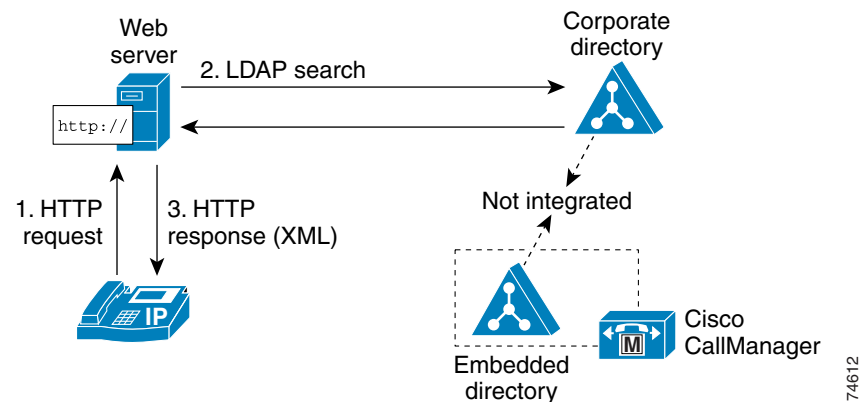 Web
server
Corporate
directory
2. LDAP search
http://
Not integrated
1. HTTP
request
3. HTTP
response (XML)
IP
M
Cisco
CallManager
Embedded
directory
74612